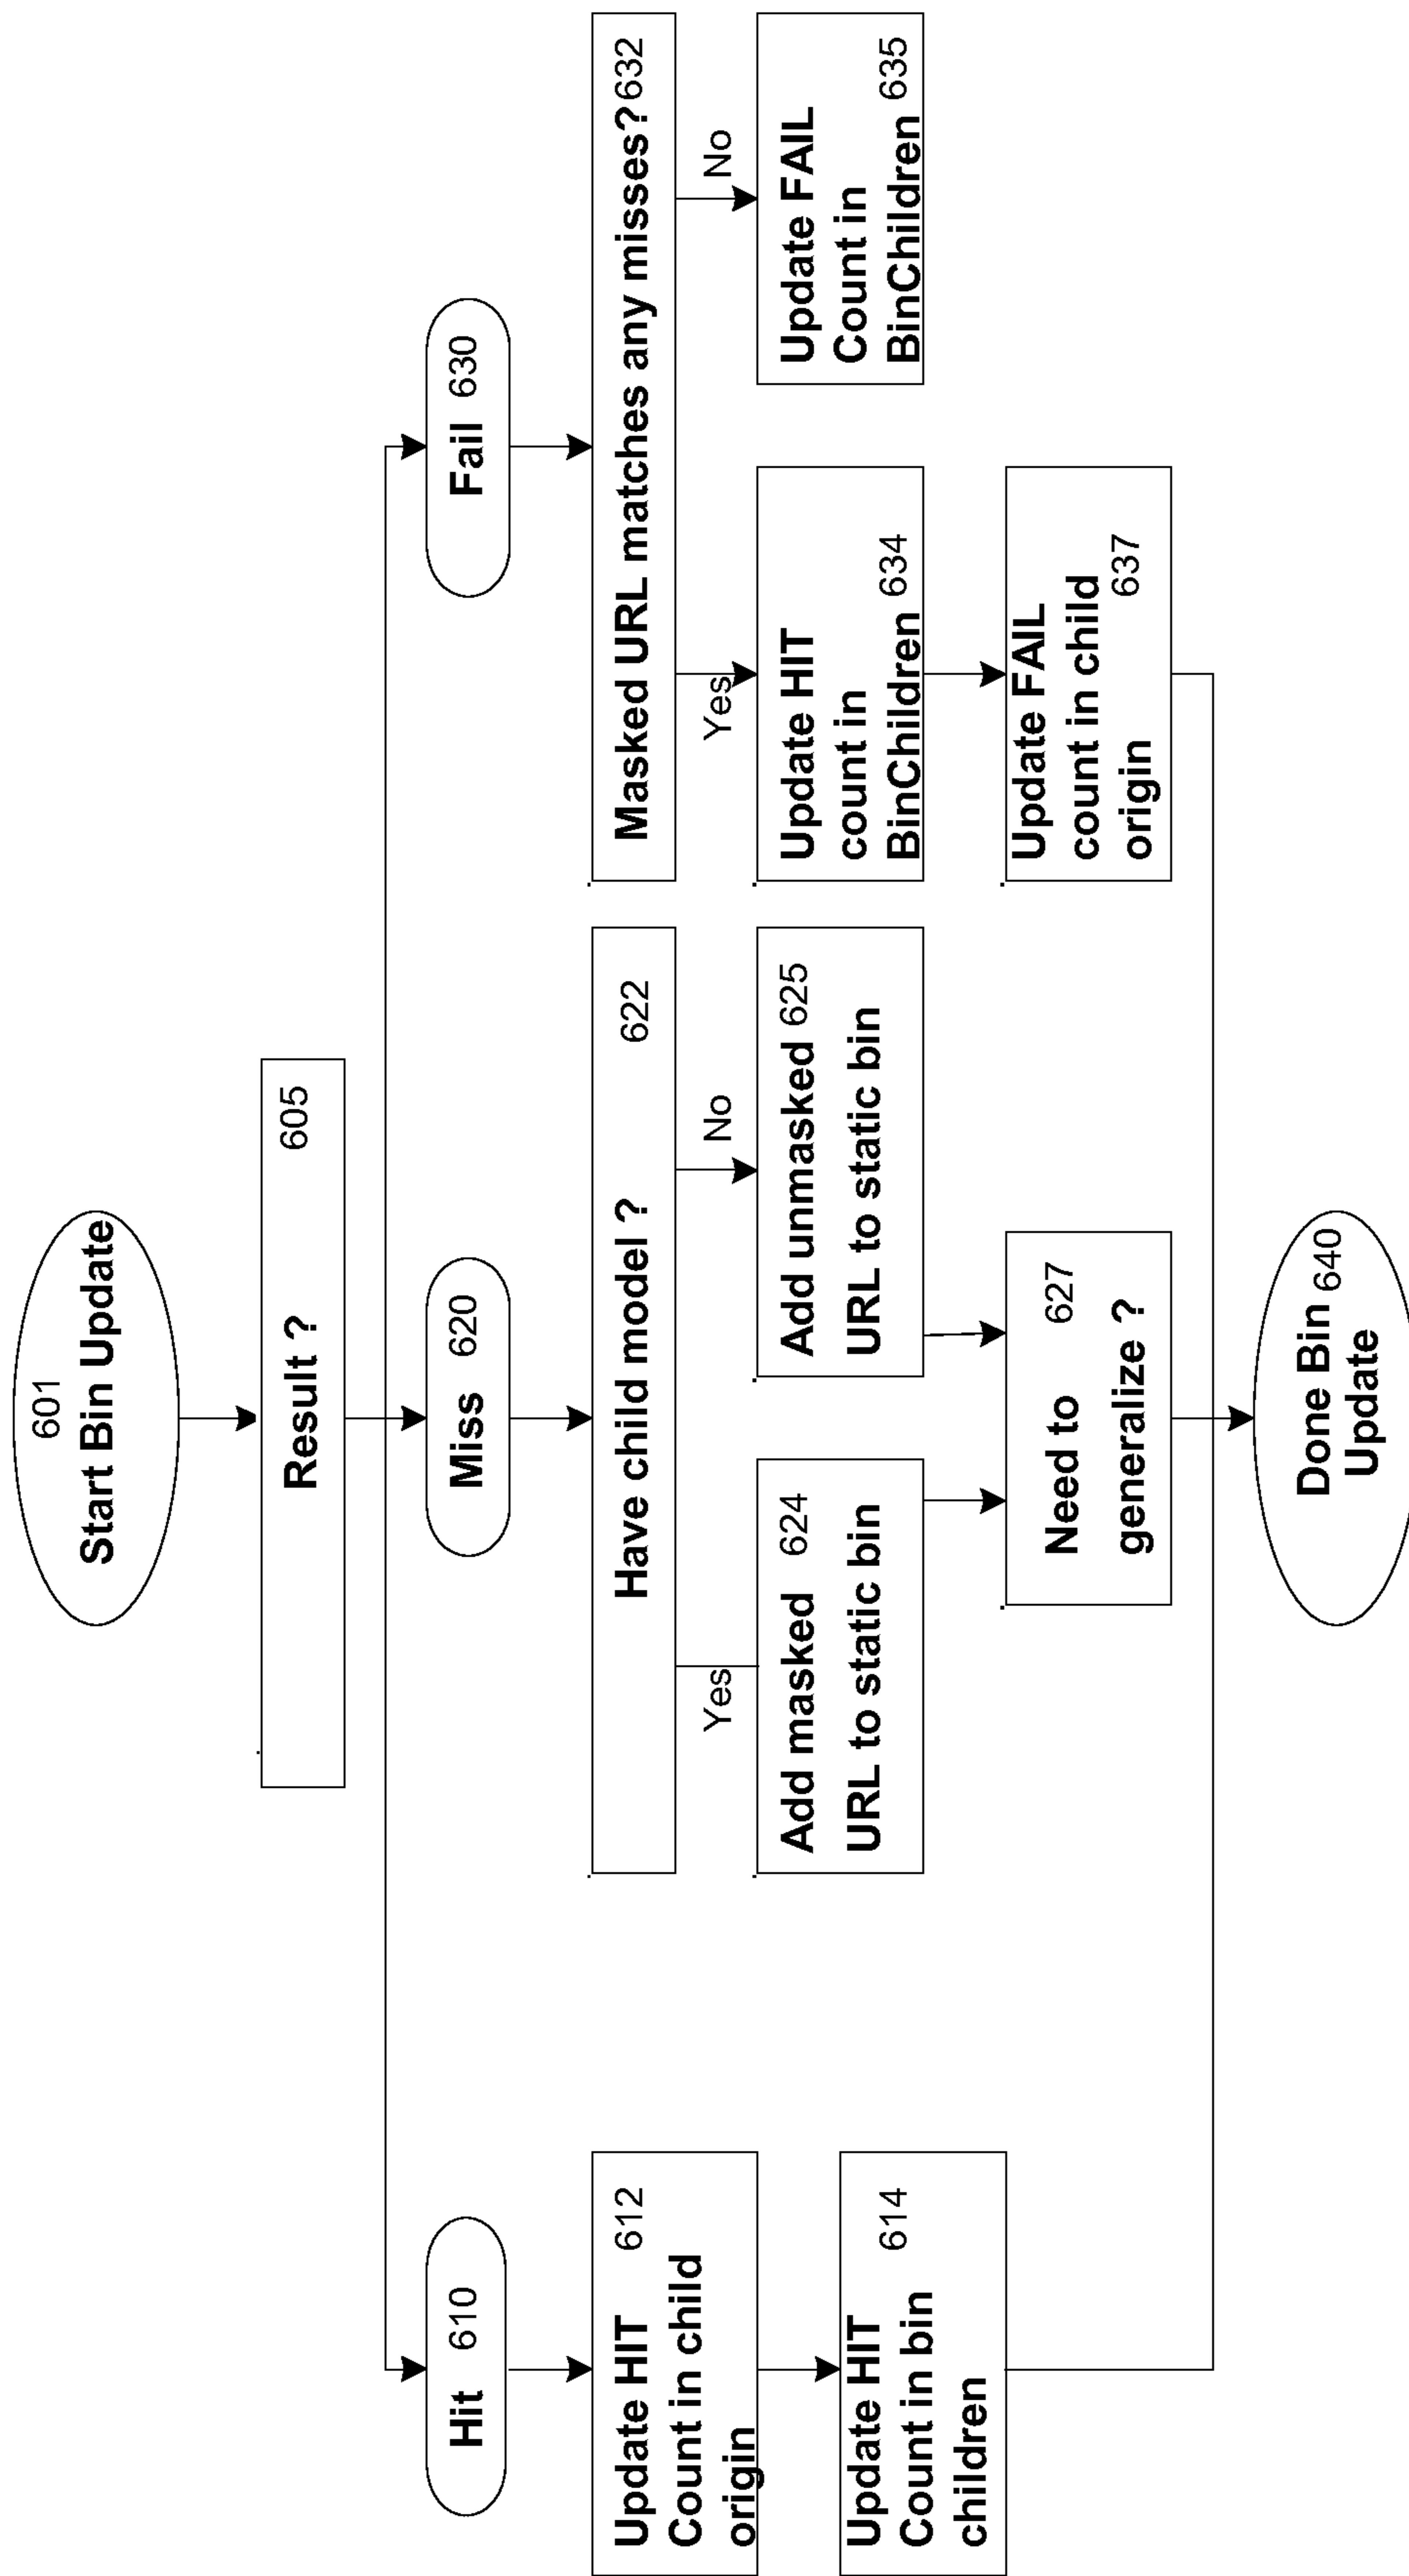 601
Start Bin Update
Result ? 605
Hit 610
Miss 620
Fail 630
Update HIT 612
Count in child
origin
Update HIT
Count in bin 614
children
Have child model ? 622
Yes
No
Add masked 624
URL to static bin
Add unmasked 625
URL to static bin
Need to 627
generalize ?
Masked URL matches any misses? 632
Yes
No
Update HIT
count in
BinChildren 634
Update FAIL
Count in
BinChildren 635
Update FAIL
count in child
origin 637
Done Bin 640
Update